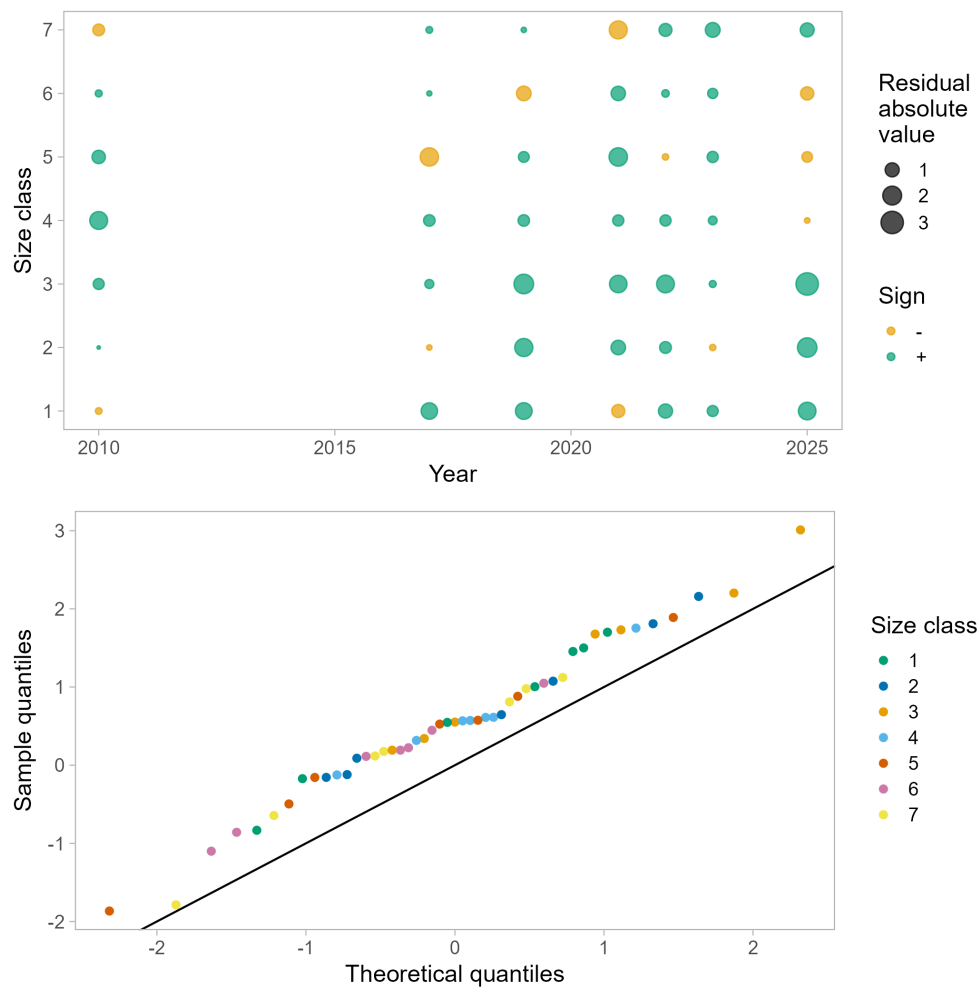 7
6
5
4
3
2
1
Size class
2010 2015 2020 2025
Year
Residual
absolute
value
1
2
3
Sign
-
+
3
2
1
0
-1
-2
Sample quantiles
-2 -1 0 1 2
Theoretical quantiles
Size class
1
2
3
4
5
6
7